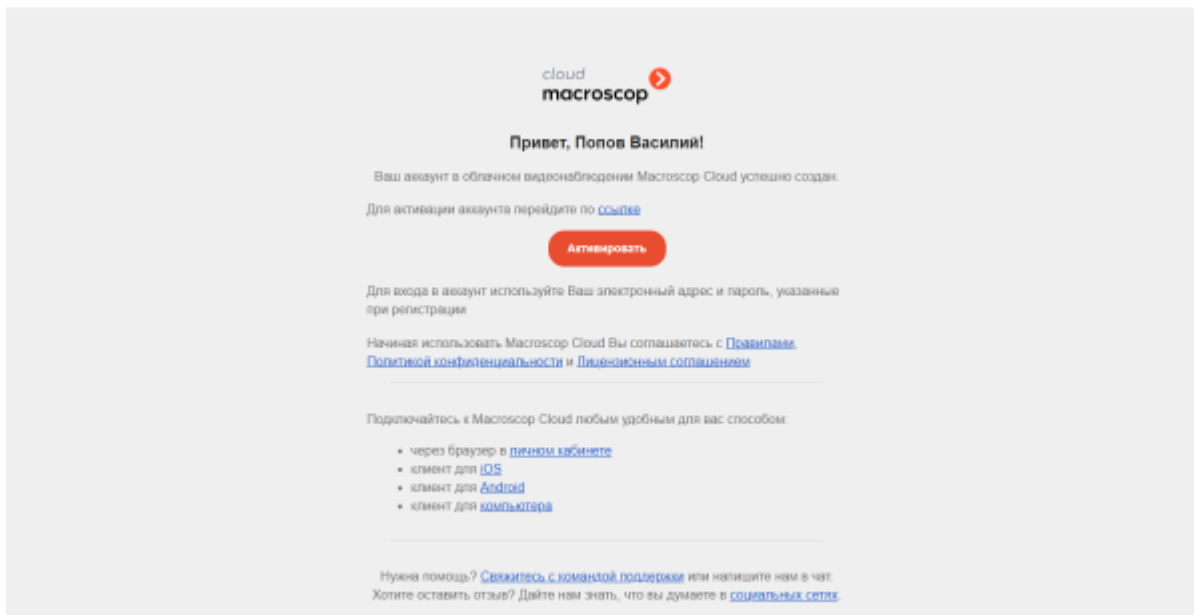 cloud
macroscop
Привет, Попов Василий!
Ваш аккаунт в облачном видеонаблюдении Macroscop Cloud успешно создан.
Для активации аккаунта перейдите по ссылке
Активировать
Для входа в аккаунт используйте Ваш электронный адрес и пароль, указанные
при регистрации
Начиная использовать Macroscop Cloud Вы соглашаетесь с Правилами,
Политикой конфиденциальности и Лицензионным соглашением
Подключайтесь к Macroscop Cloud любым удобным для вас способом:
• через браузер в личном кабинете
• клиент для iOS
• клиент для Android
• клиент для компьютера
Нужна помощь? Свяжитесь с командой поддержки или напишите нам в чат.
Хотите оставить отзыв? Дайте нам знать, что вы думаете в социальных сетях.